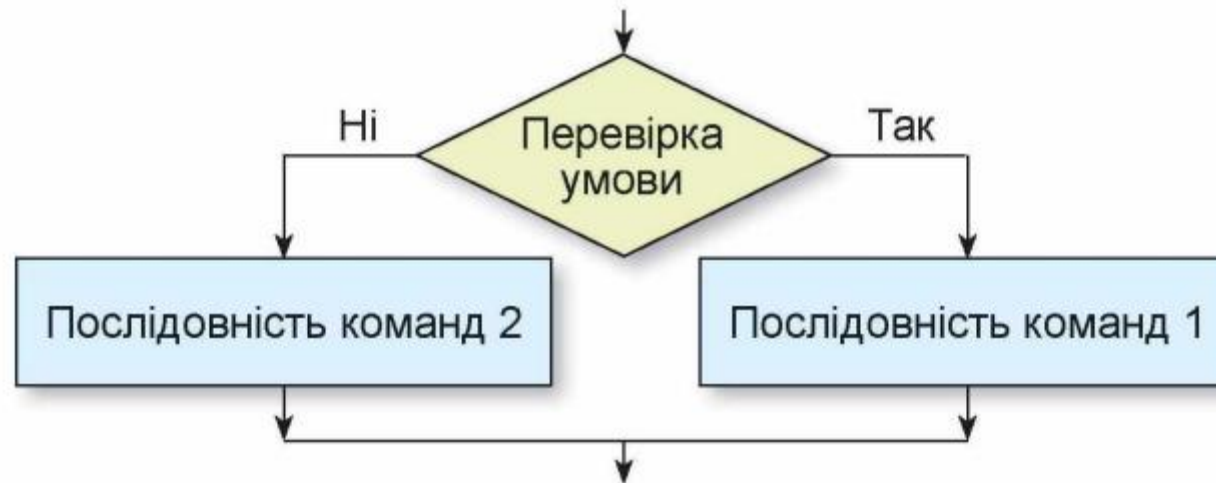 Перевірка
умови
Ні
Так
Послідовність команд 2
Послідовність команд 1